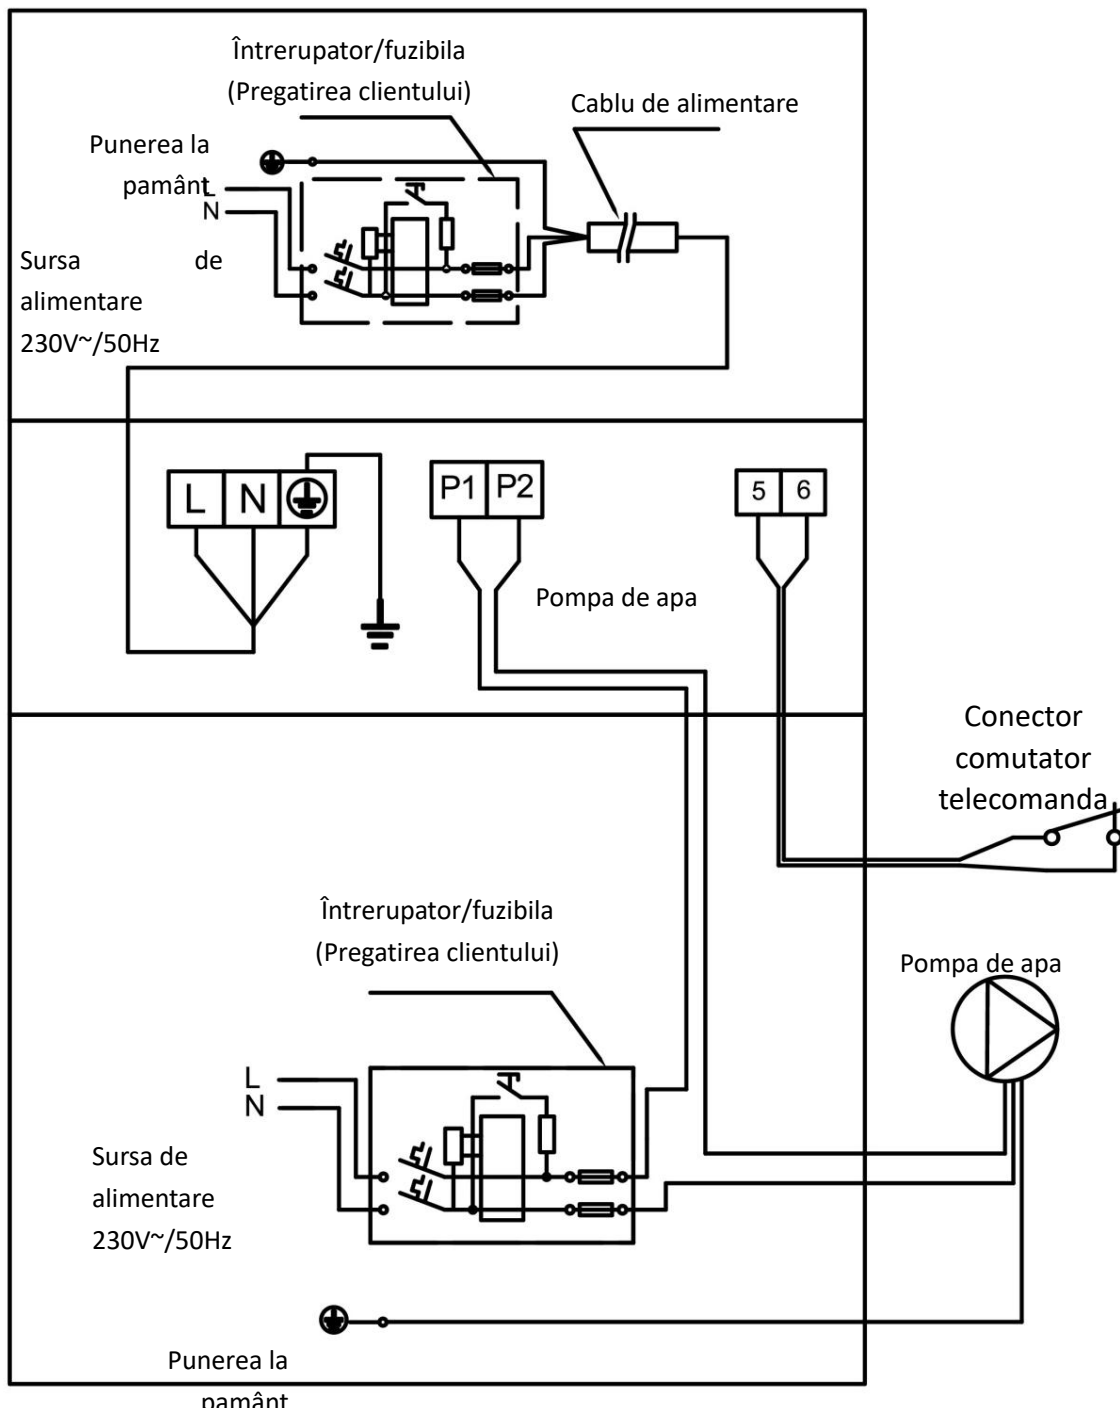 Întrerupator/fuzibila
(Pregatirea clientului)
Cablu de alimentare
Punerea la
pamânt
L
N
Sursa de
alimentare
230V~/50Hz
L N
P1 P2
5 6
Pompa de apa
Conector
comutator
telecomanda
Întrerupator/fuzibila
(Pregatirea clientului)
Pompa de apa
L
N
Sursa de
alimentare
230V~/50Hz
Punerea la
pamânt